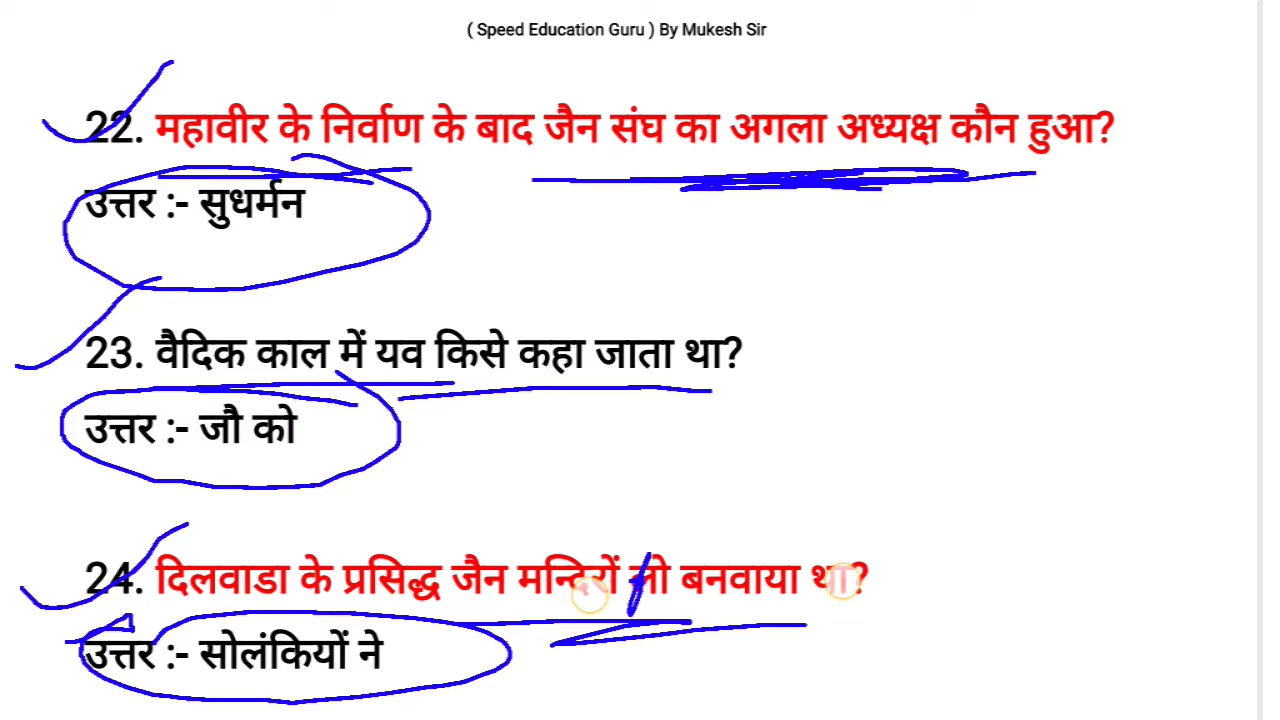 ( Speed Education Guru ) By Mukesh Sir
22. महावीर के निर्वाण के बाद जैन संघ का अगला अध्यक्ष कौन हुआ?
उत्तर :- सुधर्मन
23. वैदिक काल में यव किसे कहा जाता था?
उत्तर :- जौ को
24. दिलवाडा के प्रसिद्ध जैन मन्दिरों बनवाया था?
उत्तर :- सोलंकियों ने